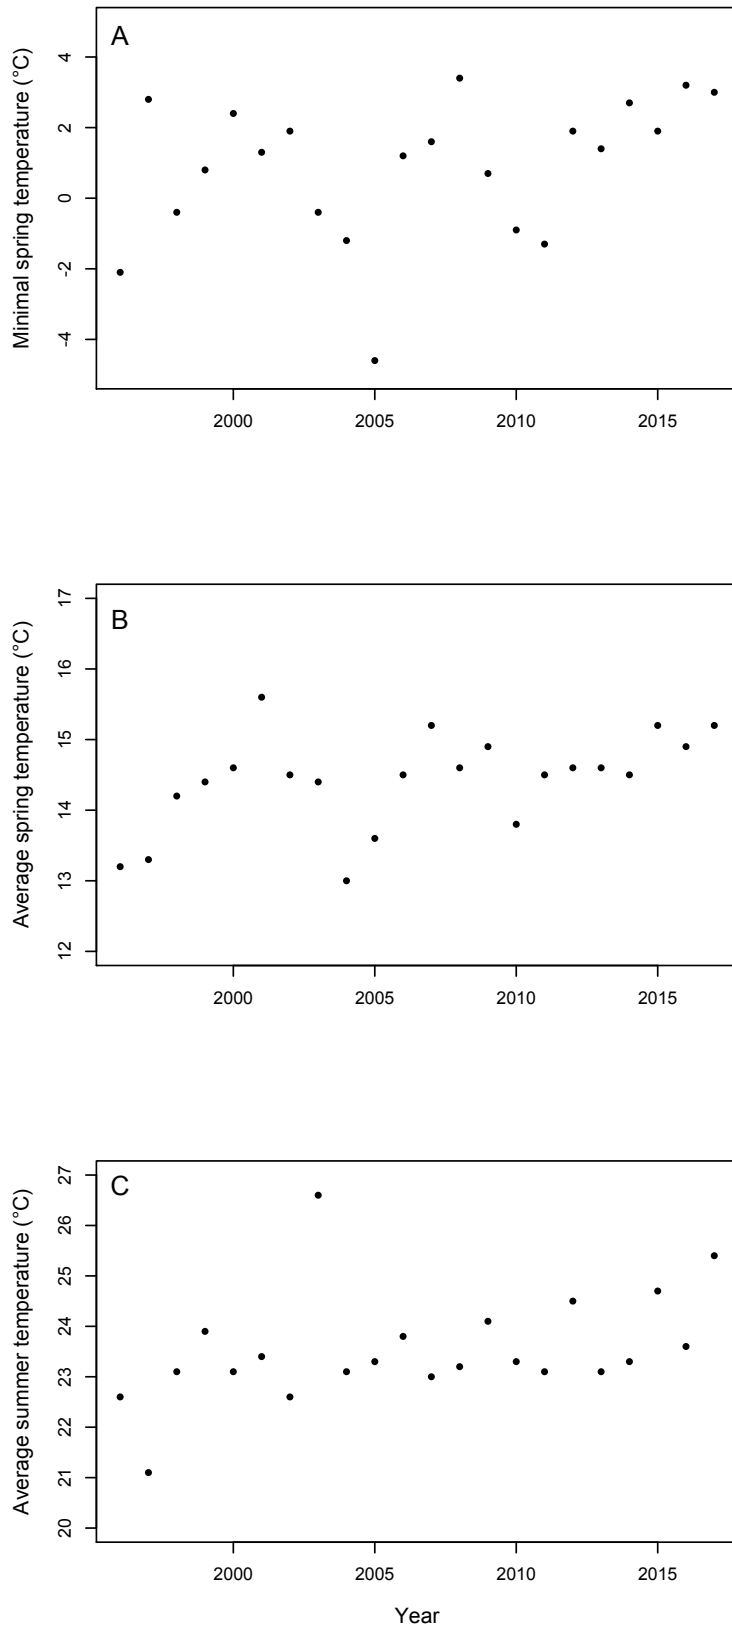 A
Minimal spring temperature (°C)
4
2
0
-2
-4
2000 2005 2010 2015
B
Average spring temperature (°C)
17
16
15
14
13
12
2000 2005 2010 2015
C
Average summer temperature (°C)
27
26
25
24
23
22
21
20
2000 2005 2010 2015
Year